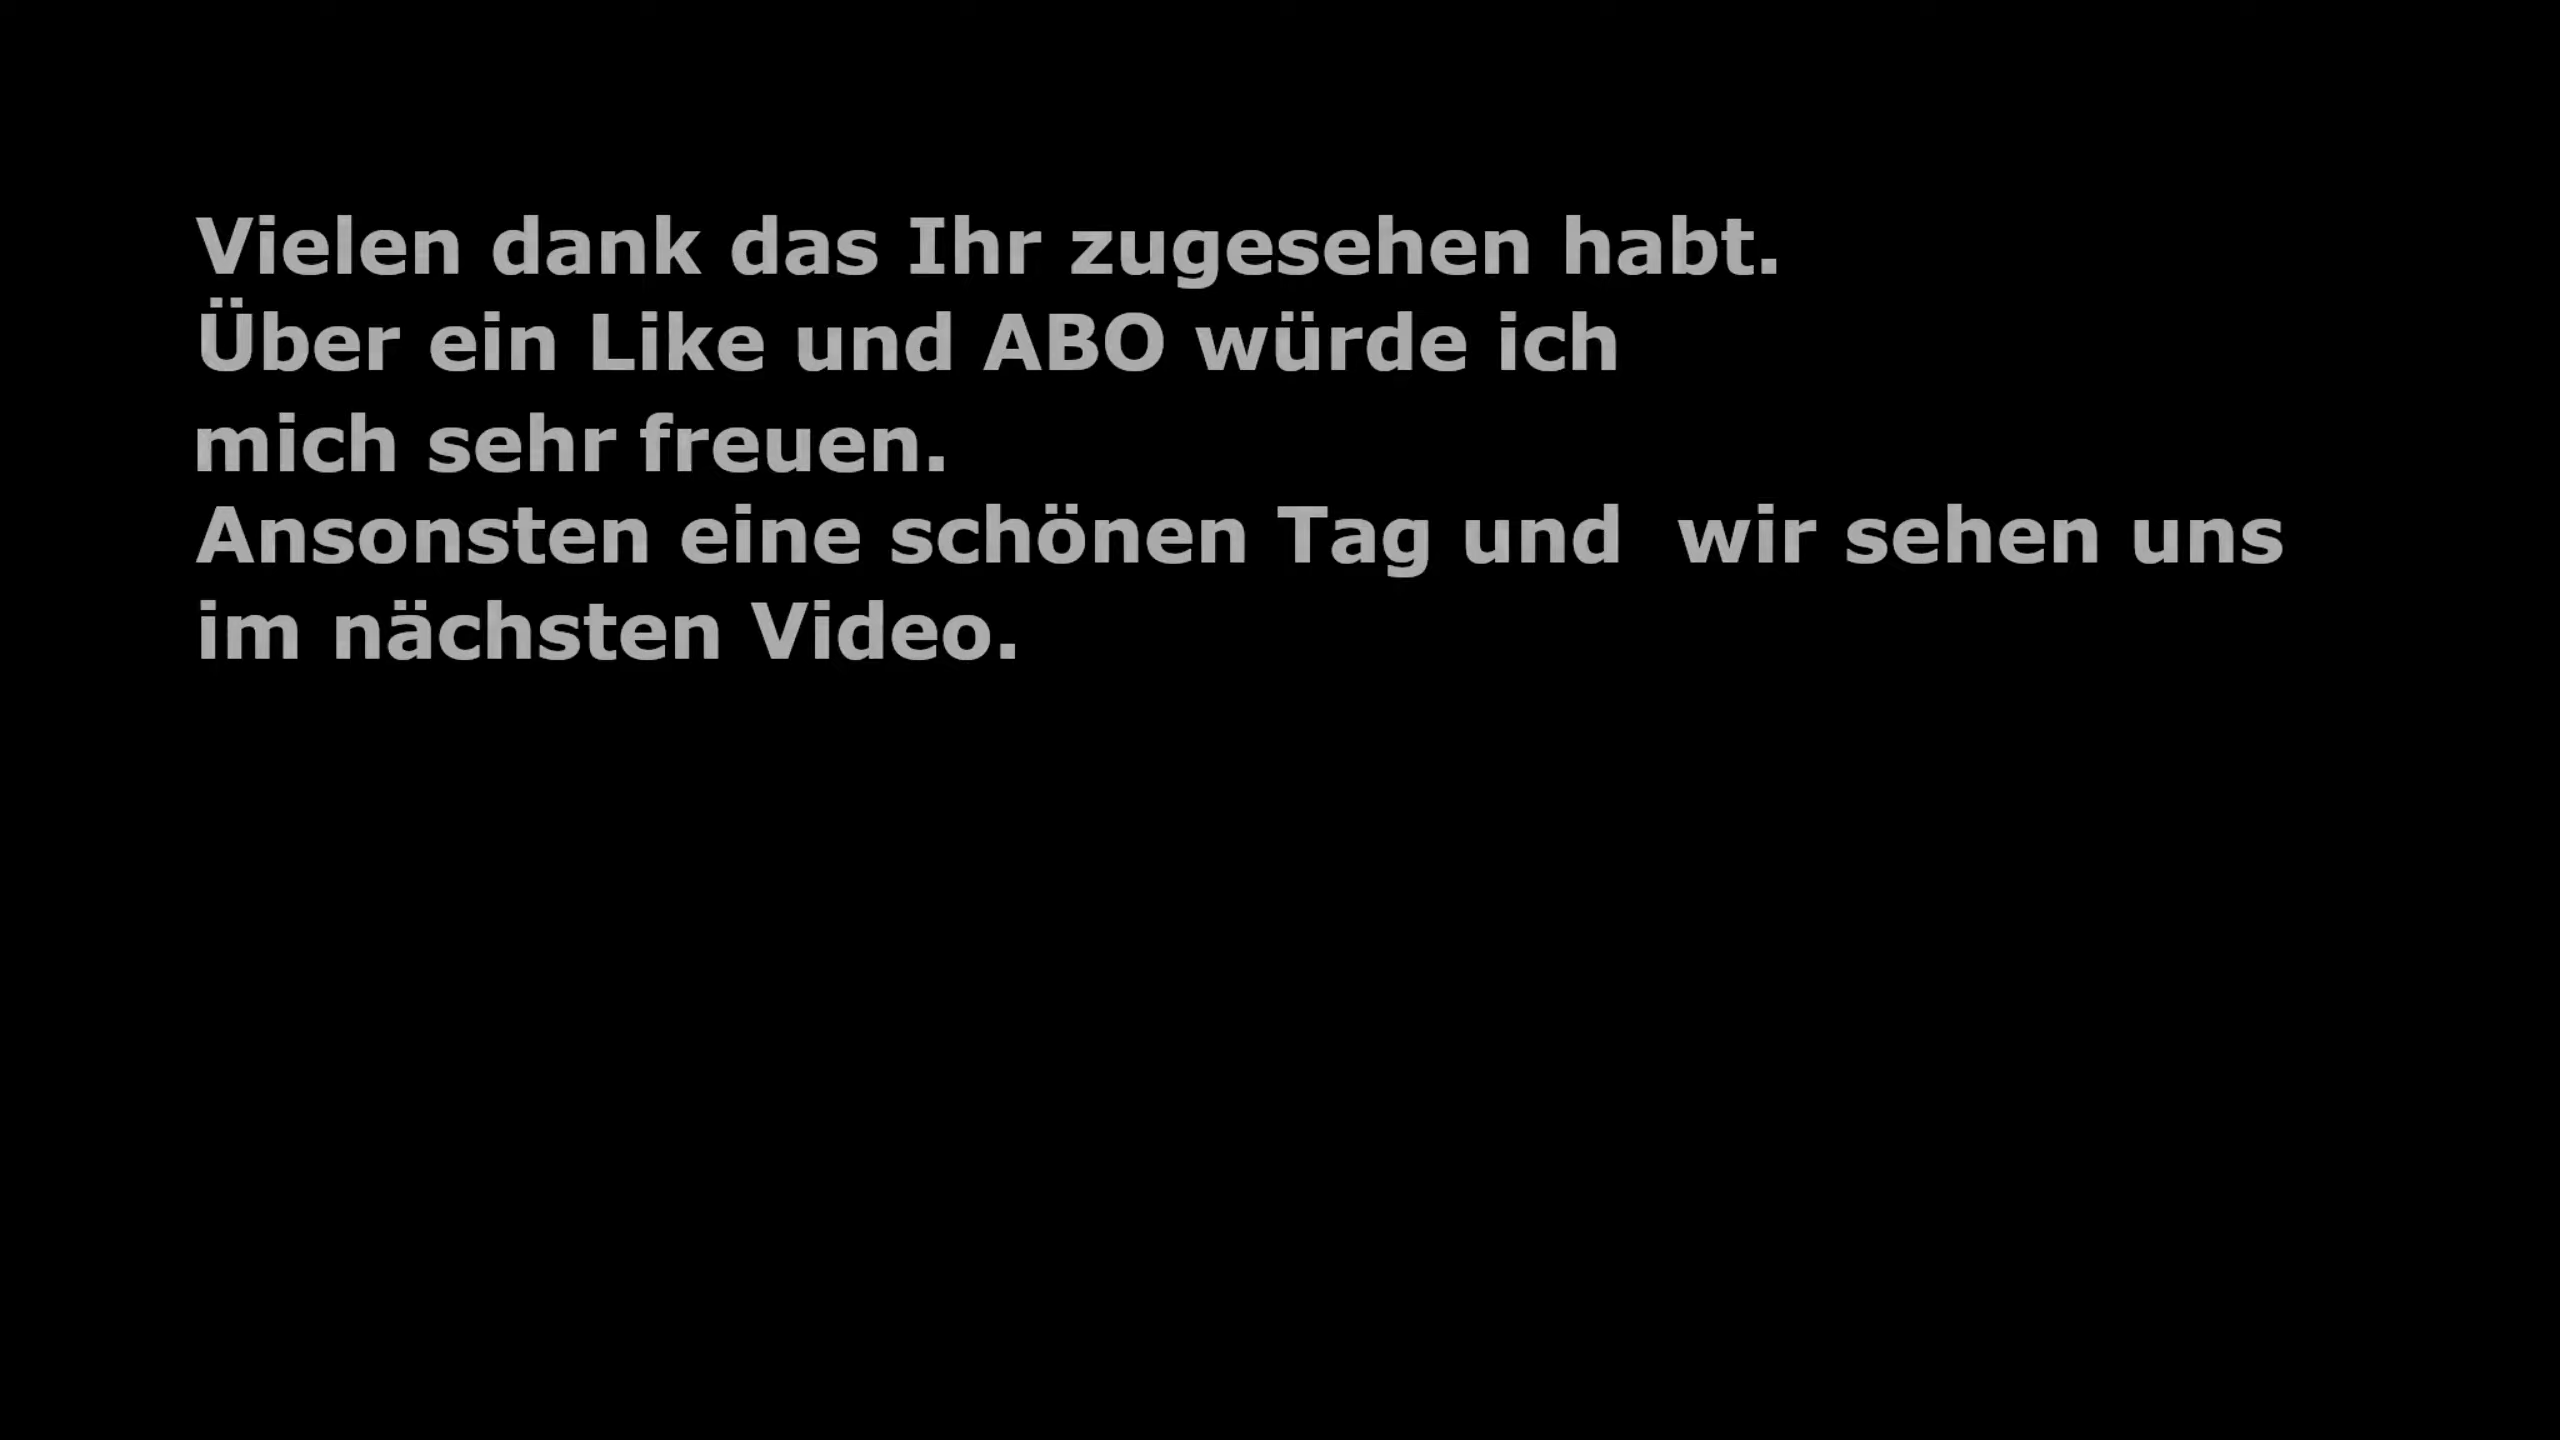 Vielen dank das Ihr zugesehen habt.
Über ein Like und ABO würde ich
mich sehr freuen.
Ansonsten eine schönen Tag und  wir sehen uns
im nächsten Video.